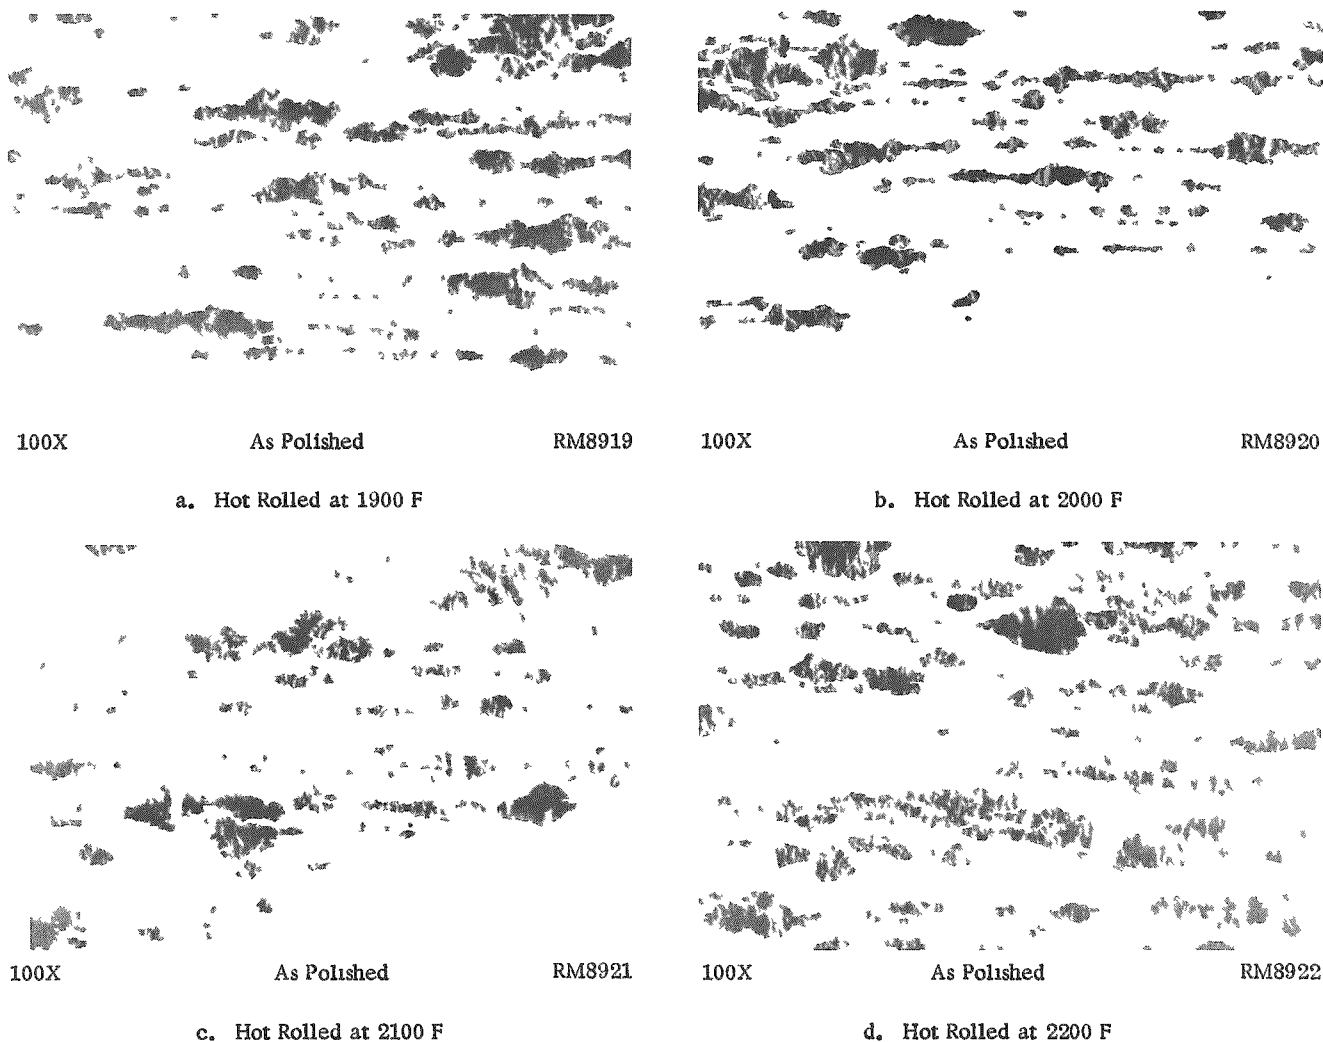 100X As Polished RM8919
100X As Polished RM8920
a. Hot Rolled at 1900 F
b. Hot Rolled at 2000 F
100X As Polished RM8921
100X As Polished RM8922
c. Hot Rolled at 2100 F
d. Hot Rolled at 2200 F